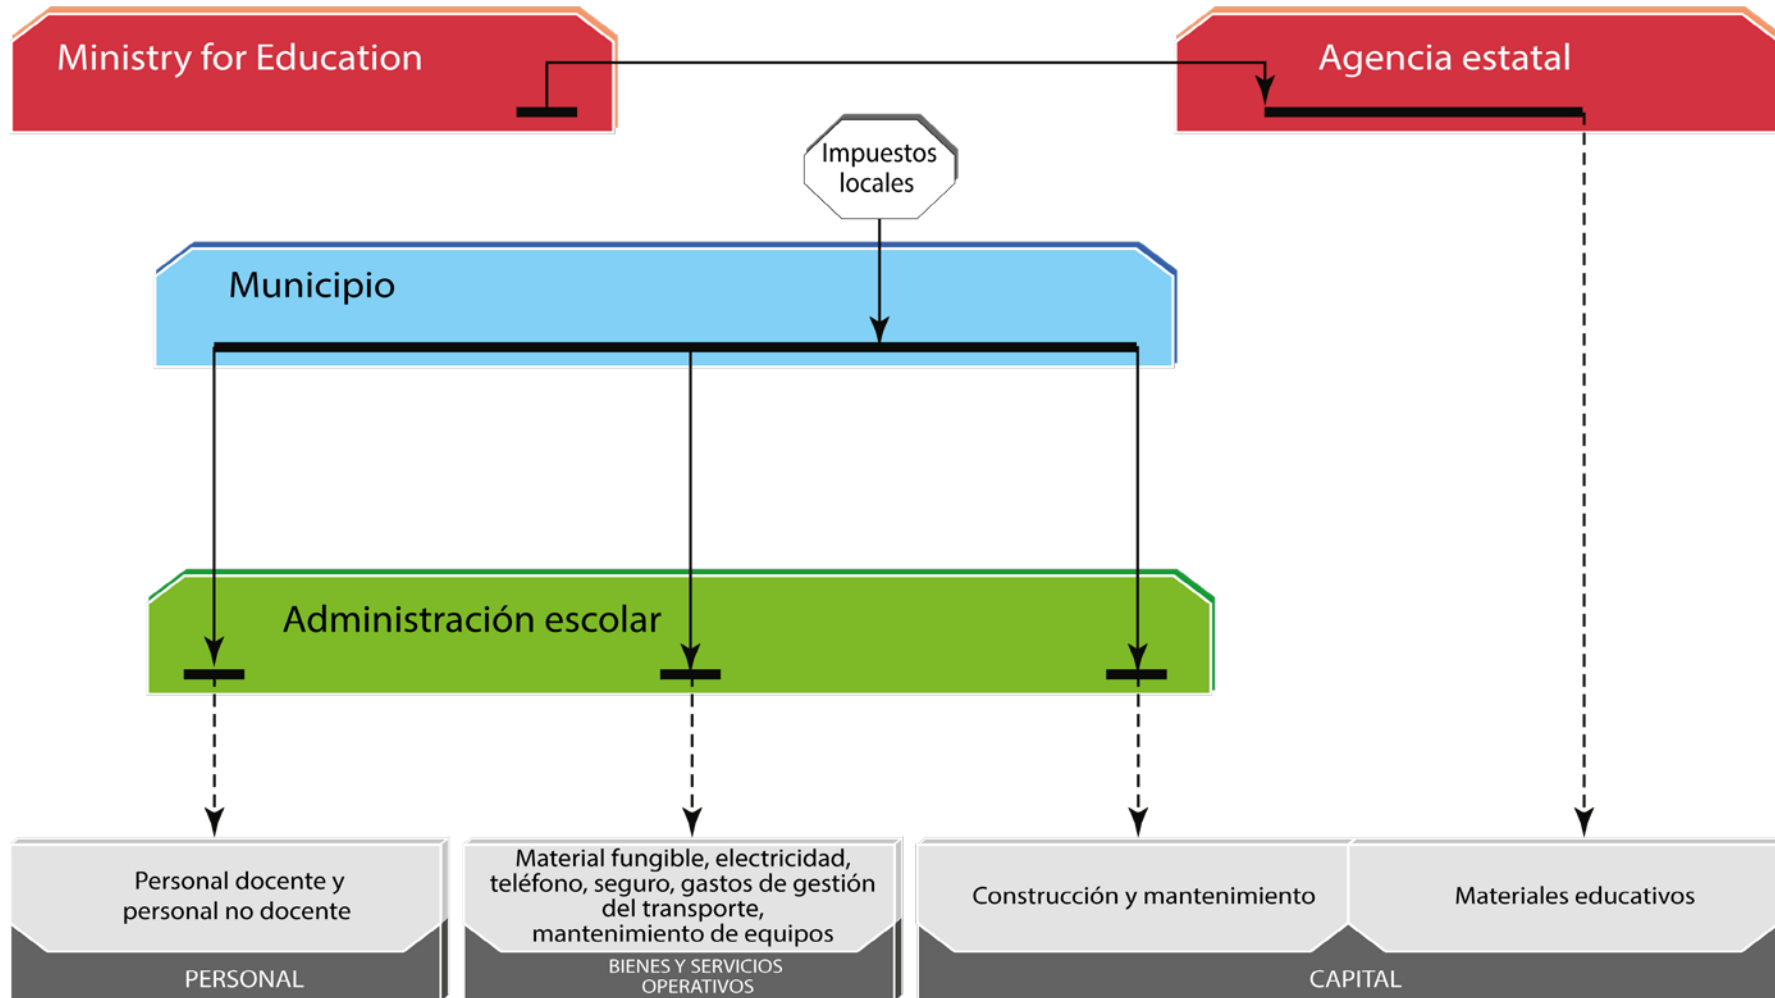 Ministry for Education
Agencia estatal
Impuestos
locales
Municipio
Administración escolar
Personal docente y
personal no docente
PERSONAL
Material fungible, electricidad,
teléfono, seguro, gastos de gestión
del transporte,
mantenimiento de equipos
BIENES Y SERVICIOS
OPERATIVOS
Construcción y mantenimiento
Materiales educativos
CAPITAL